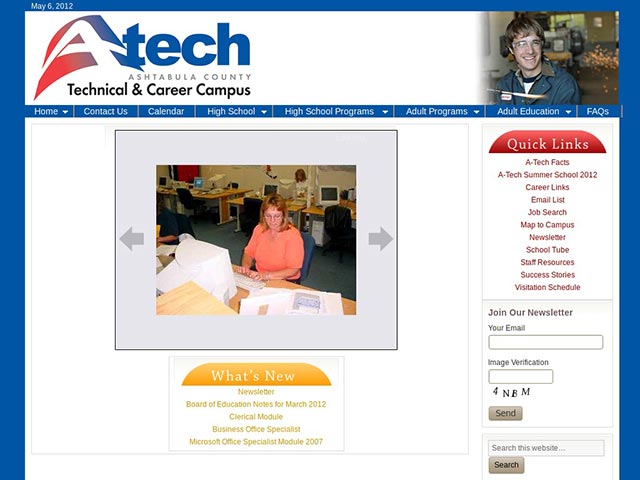 May 6, 2012
A-tech
ASHTABULA COUNTY
Technical & Career Campus
Home
Contact Us
Calendar
High School
High School Programs
Adult Programs
Adult Education
FAQs
What's New
Newsletter
Board of Education Notes for March 2012
Clerical Module
Business Office Specialist
Microsoft Office Specialist Module 2007
Quick Links
A-Tech Facts
A-Tech Summer School 2012
Career Links
Email List
Job Search
Map to Campus
Newsletter
School Tube
Staff Resources
Success Stories
Visitation Schedule
Join Our Newsletter
Your Email
Image Verification
4 NB M
Send
Search this website…
Search